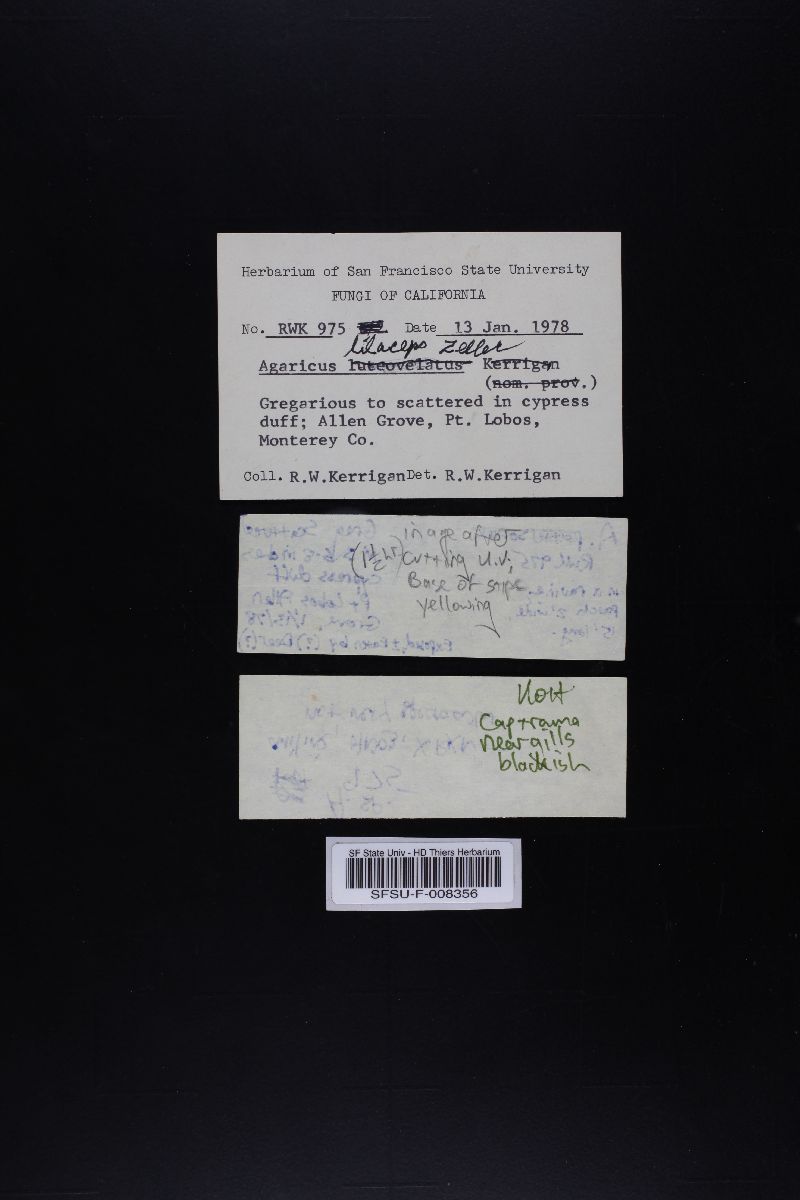 Herbarium of San Francisco State University
FUNGI OF CALIFORNIA
No. RWK 975 Date 13 Jan. 1978
lilaceps Zeller
Agaricus luteovelatus Kerrigan
(nom. prov.)
Gregarious to scattered in cypress
duff; Allen Grove, Pt. Lobos,
Monterey Co.
Coll. R.W.Kerrigan Det. R.W.Kerrigan
in age after
(1½ hr) cutting U.V.,
Base of stipe
yellowing
KOH
Cap trama
near gills
blackish
SF State Univ - HD Thiers Herbarium
SFSU-F-008356